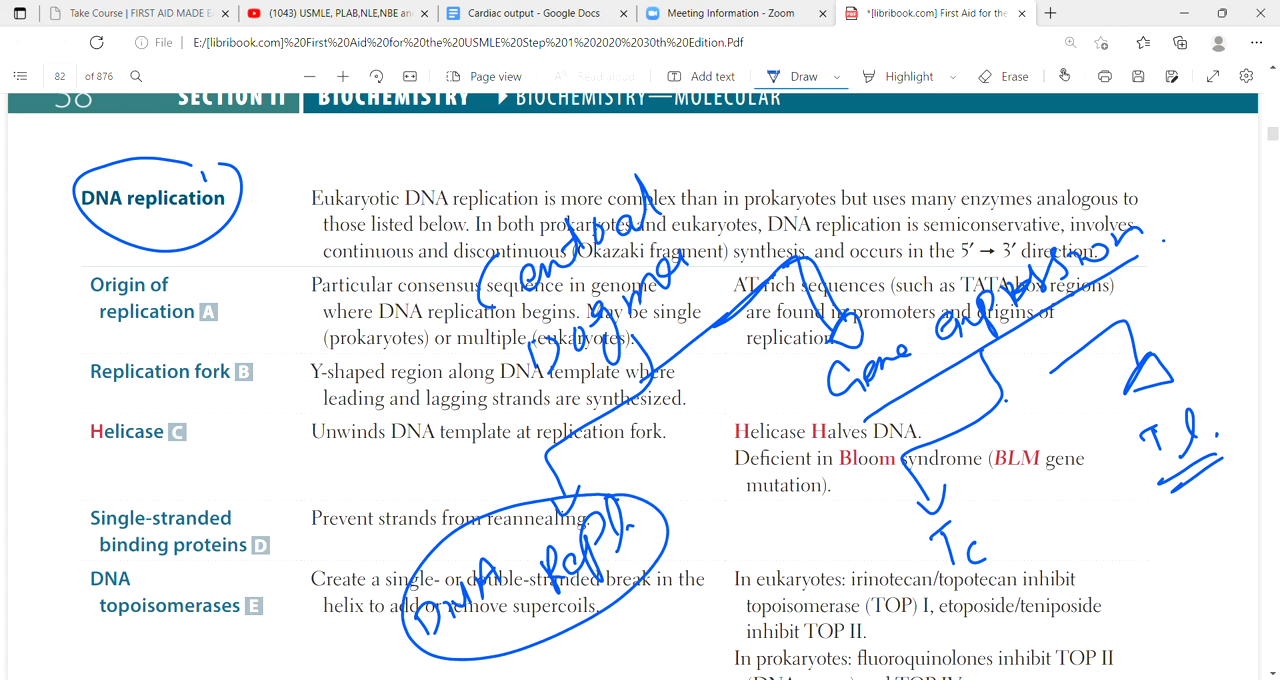 Take Course | FIRST AID MADE E
(1043) USMLE, PLAB,NLE,NBE an
Cardiac output - Google Docs
Meeting Information - Zoom
*[libribook.com] First Aid for the
File
E:/[libribook.com]%20First%20Aid%20for%20the%20USMLE%20Step%201%202020%2030th%20Edition.Pdf
82 of 876
Page view
Read aloud
Add text
Draw
Highlight
Erase
58 SECTION II BIOCHEMISTRY BIOCHEMISTRY—MOLECULAR
DNA replication
Eukaryotic DNA replication is more complex than in prokaryotes but uses many enzymes analogous to
those listed below. In both prokaryotes and eukaryotes, DNA replication is semiconservative, involves
continuous and discontinuous (Okazaki fragment) synthesis, and occurs in the 5′ → 3′ direction.
Origin of
replication A
Particular consensus sequence in genome
where DNA replication begins. May be single
(prokaryotes) or multiple (eukaryotes).
AT-rich sequences (such as TATA box regions)
are found in promoters and origins of
replication.
Replication fork B
Y-shaped region along DNA template where
leading and lagging strands are synthesized.
Helicase C
Unwinds DNA template at replication fork.
Helicase Halves DNA.
Deficient in Bloom syndrome (BLM gene
mutation).
Single-stranded
binding proteins D
Prevent strands from reannealing.
DNA
topoisomerases E
Create a single- or double-stranded break in the
helix to add or remove supercoils.
In eukaryotes: irinotecan/topotecan inhibit
topoisomerase (TOP) I, etoposide/teniposide
inhibit TOP II.
In prokaryotes: fluoroquinolones inhibit TOP II
Central
Dogma
Gene
DNA Repl.
Tc
Tl.